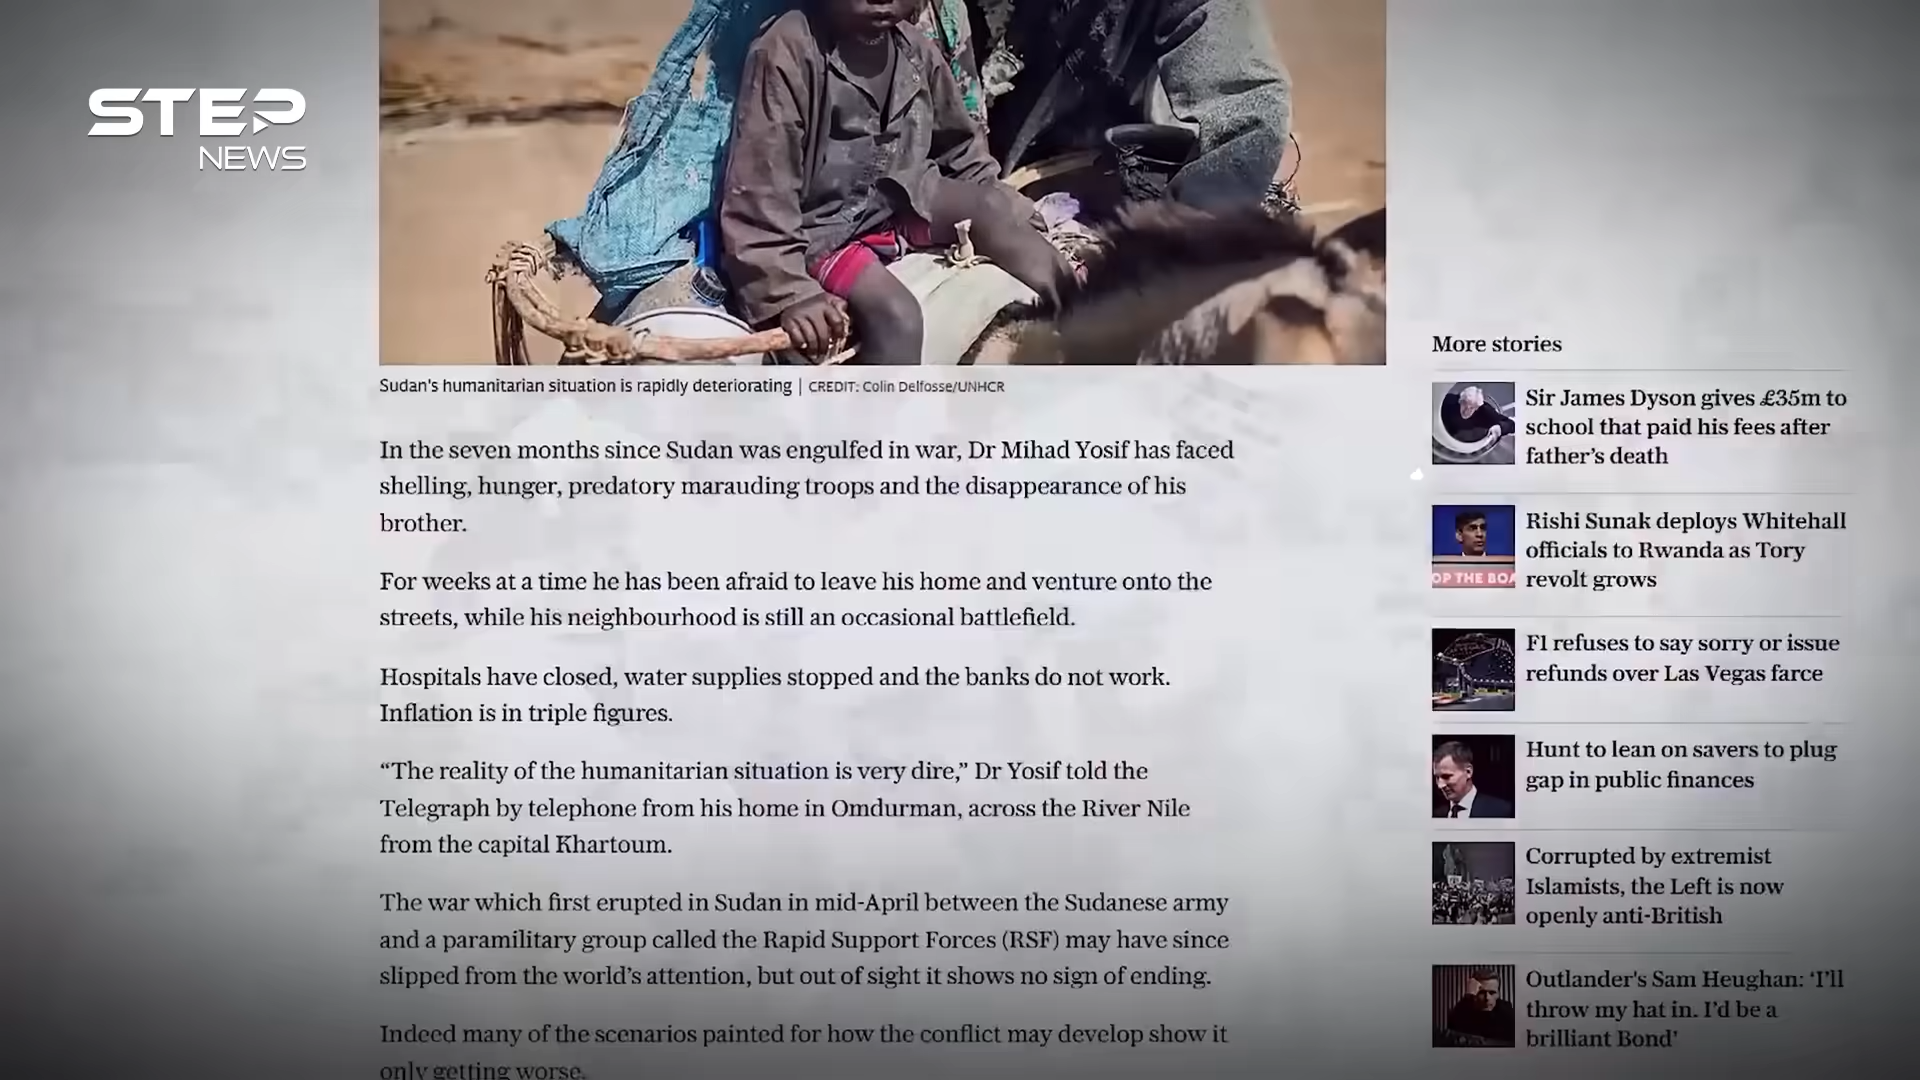 STEP
NEWS
Sudan's humanitarian situation is rapidly deteriorating | CREDIT: Colin Delfosse/UNHCR
In the seven months since Sudan was engulfed in war, Dr Mihad Yosif has faced
shelling, hunger, predatory marauding troops and the disappearance of his
brother.
For weeks at a time he has been afraid to leave his home and venture onto the
streets, while his neighbourhood is still an occasional battlefield.
Hospitals have closed, water supplies stopped and the banks do not work.
Inflation is in triple figures.
“The reality of the humanitarian situation is very dire,” Dr Yosif told the
Telegraph by telephone from his home in Omdurman, across the River Nile
from the capital Khartoum.
The war which first erupted in Sudan in mid-April between the Sudanese army
and a paramilitary group called the Rapid Support Forces (RSF) may have since
slipped from the world’s attention, but out of sight it shows no sign of ending.
Indeed many of the scenarios painted for how the conflict may develop show it
only getting worse.
More stories
Sir James Dyson gives £35m to
school that paid his fees after
father’s death
Rishi Sunak deploys Whitehall
officials to Rwanda as Tory
revolt grows
OP THE BOA
F1 refuses to say sorry or issue
refunds over Las Vegas farce
Hunt to lean on savers to plug
gap in public finances
Corrupted by extremist
Islamists, the Left is now
openly anti-British
Outlander's Sam Heughan: ‘I’ll
throw my hat in. I’d be a
brilliant Bond’